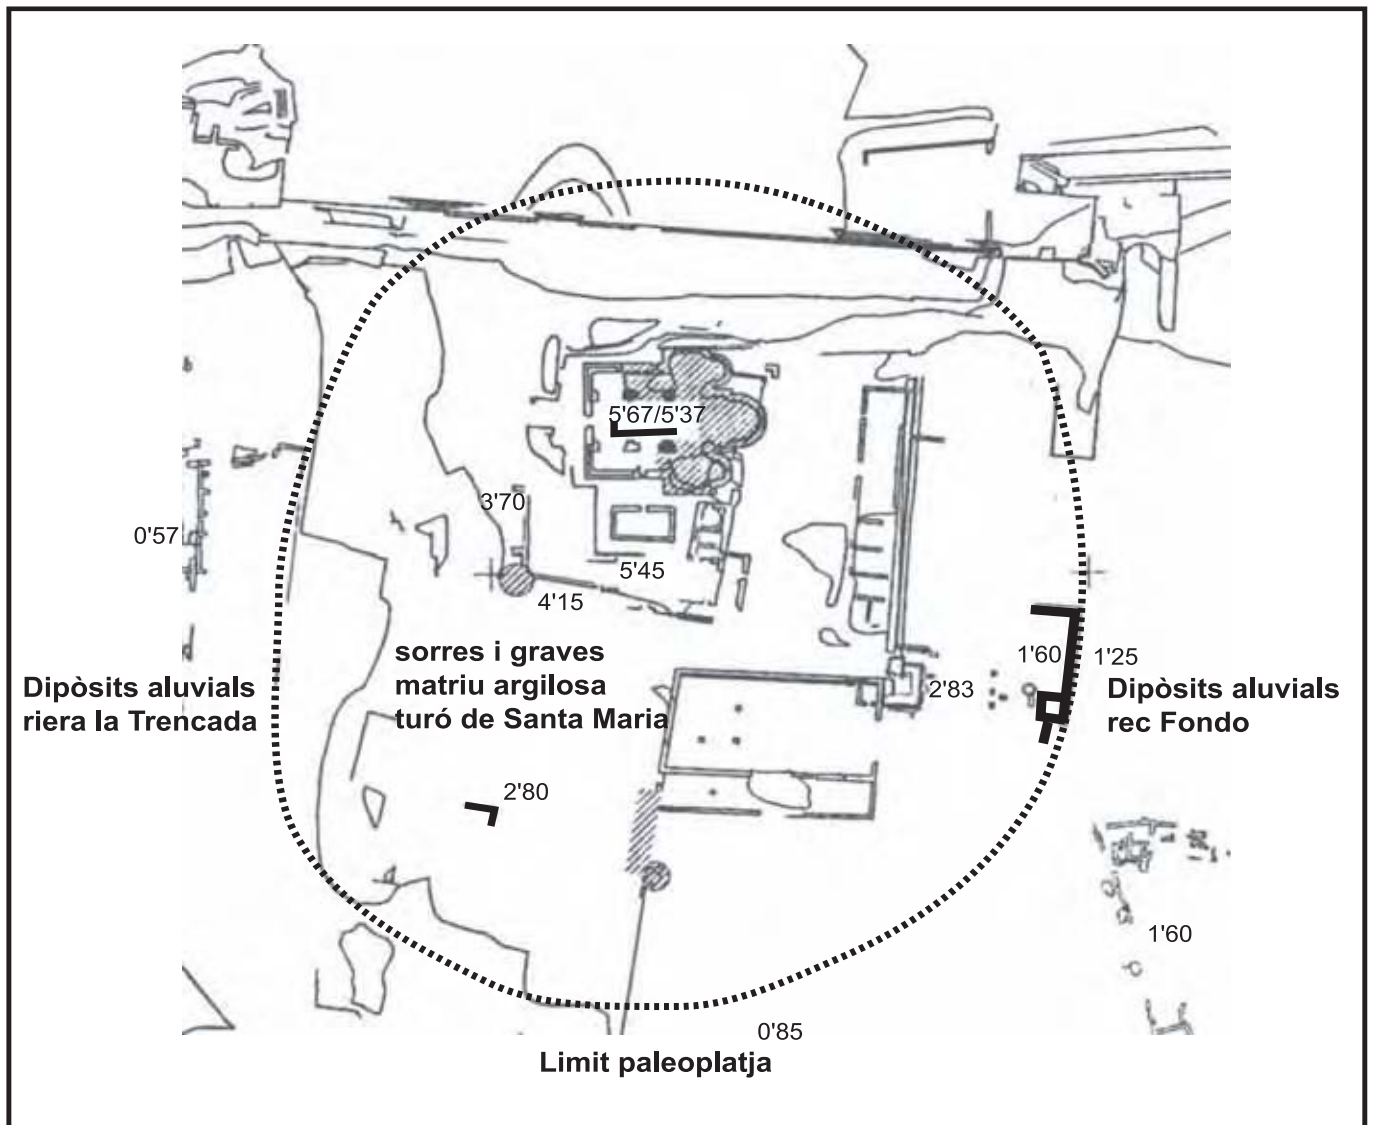 5'67/5'37
3'70
0'57
5'45
4'15
sorres i graves
matriu argilosa
turó de Santa Maria
Dipòsits aluvials
riera la Trencada
1'60
1'25
2'83
Dipòsits aluvials
rec Fondo
2'80
1'60
0'85
Limit paleoplatja